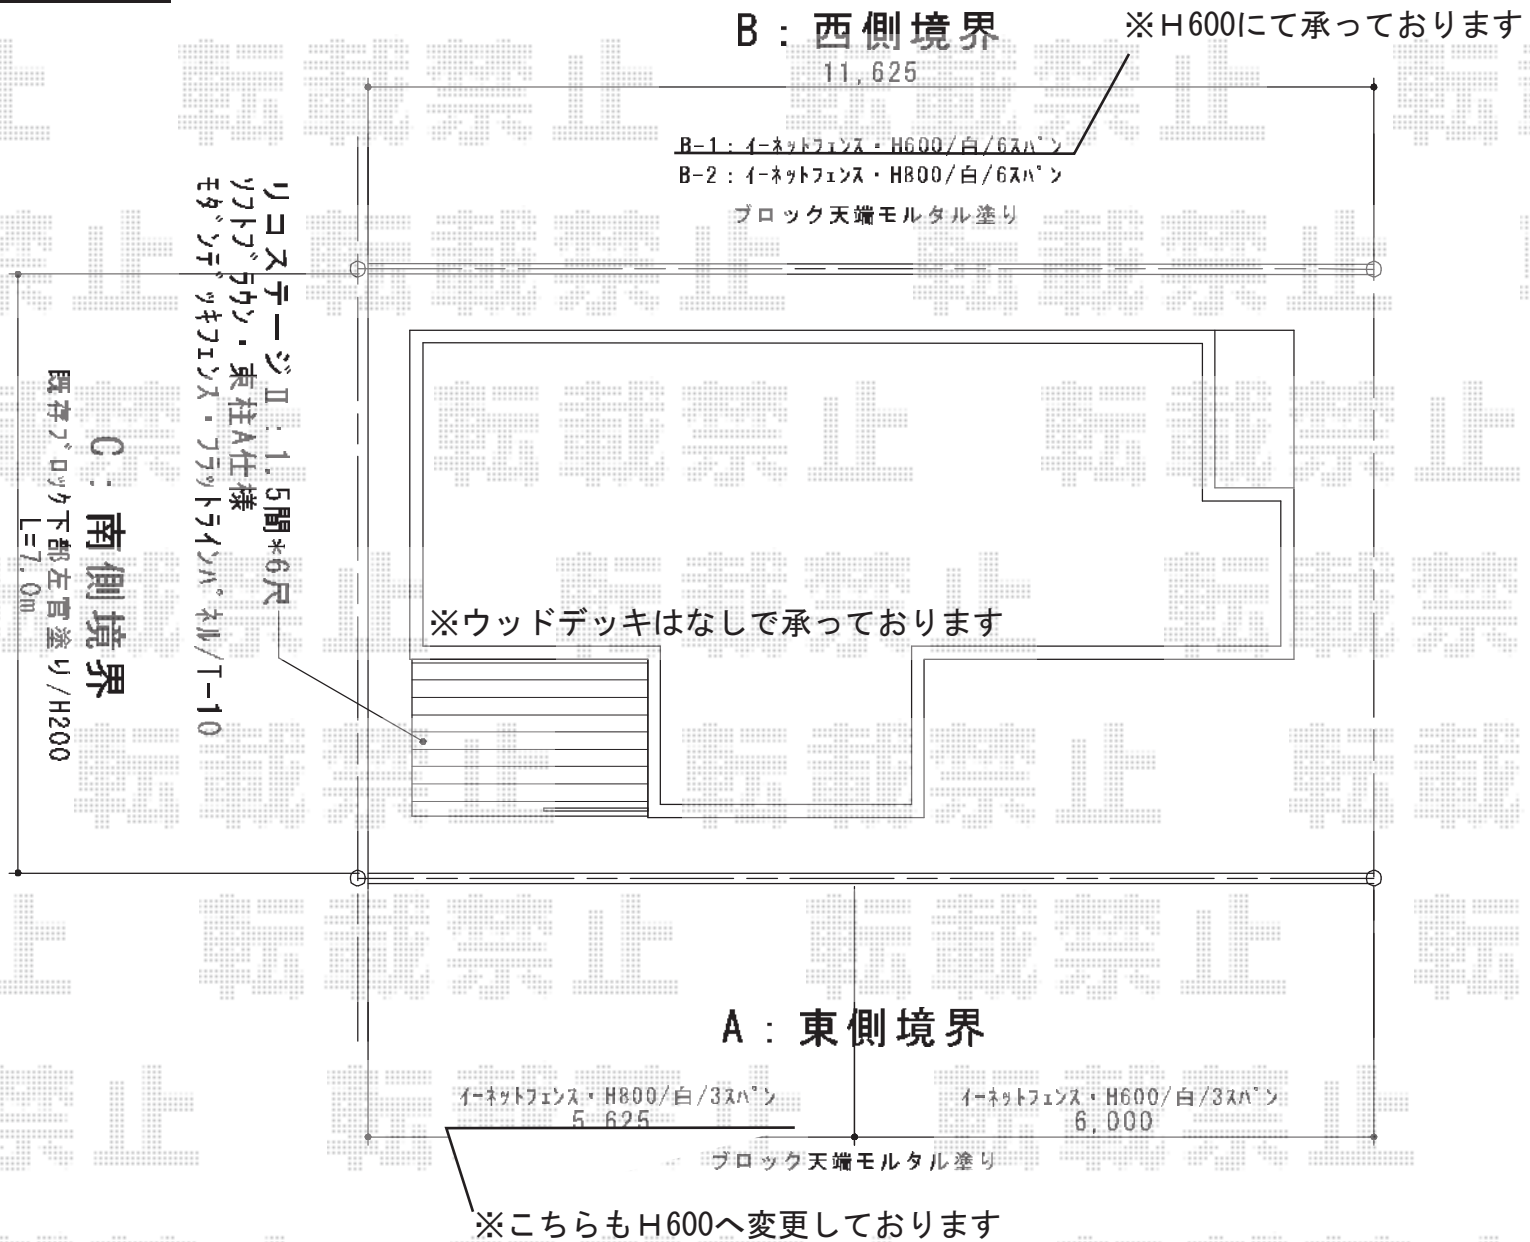 B：西側境界
※H600にて承っております
11,625
B-1：ｲｰﾈｯﾄﾌｪﾝｽ・H600/白/6ｽﾊﾟﾝ
B-2：ｲｰﾈｯﾄﾌｪﾝｽ・H800/白/6ｽﾊﾟﾝ
ブロック天端モルタル塗り
リコステージⅡ：1.5間*6尺
ｿﾌﾄﾌﾞﾗｳﾝ・束柱A仕様
ﾓﾀﾞﾝﾃﾞｯｷﾌｪﾝｽ・ﾌﾗｯﾄﾗｲﾝﾊﾟﾈﾙ/T-10
C：南側境界
既存ﾌﾞﾛｯｸ下部左官塗り/H200
L=7.0m
※ウッドデッキはなしで承っております
A：東側境界
ｲｰﾈｯﾄﾌｪﾝｽ・H800/白/3ｽﾊﾟﾝ
5,625
ｲｰﾈｯﾄﾌｪﾝｽ・H600/白/3ｽﾊﾟﾝ
6,000
ブロック天端モルタル塗り
※こちらもH600へ変更しております
転載禁止